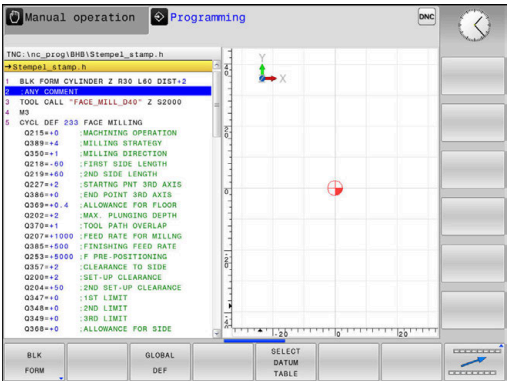 Manual operation
Programming
DNC
TNC:\nc_prog\BHB\Stempel_stamp.h
→Stempel_stamp.h
1 BLK FORM CYLINDER Z R30 L60 DIST+2
2 ;ANY COMMENT
3 TOOL CALL "FACE_MILL_D40" Z S2000
4 M3
5 CYCL DEF 233 FACE MILLING
Q215=+0 ;MACHINING OPERATION
Q389=+4 ;MILLING STRATEGY
Q350=+1 ;MILLING DIRECTION
Q218=-60 ;FIRST SIDE LENGTH
Q219=+60 ;2ND SIDE LENGTH
Q227=+2 ;STARTNG PNT 3RD AXIS
Q386=+0 ;END POINT 3RD AXIS
Q369=+0.4 ;ALLOWANCE FOR FLOOR
Q202=+2 ;MAX. PLUNGING DEPTH
Q370=+1 ;TOOL PATH OVERLAP
Q207=+1000 ;FEED RATE FOR MILLNG
Q385=+500 ;FINISHING FEED RATE
Q253=+5000 ;F PRE-POSITIONING
Q357=+2 ;CLEARANCE TO SIDE
Q200=+2 ;SET-UP CLEARANCE
Q204=+50 ;2ND SET-UP CLEARANCE
Q347=+0 ;1ST LIMIT
Q348=+0 ;2ND LIMIT
Q349=+0 ;3RD LIMIT
Q368=+0 ;ALLOWANCE FOR SIDE
Y
X
0
-20
0
20
BLK
FORM
GLOBAL
DEF
SELECT
DATUM
TABLE